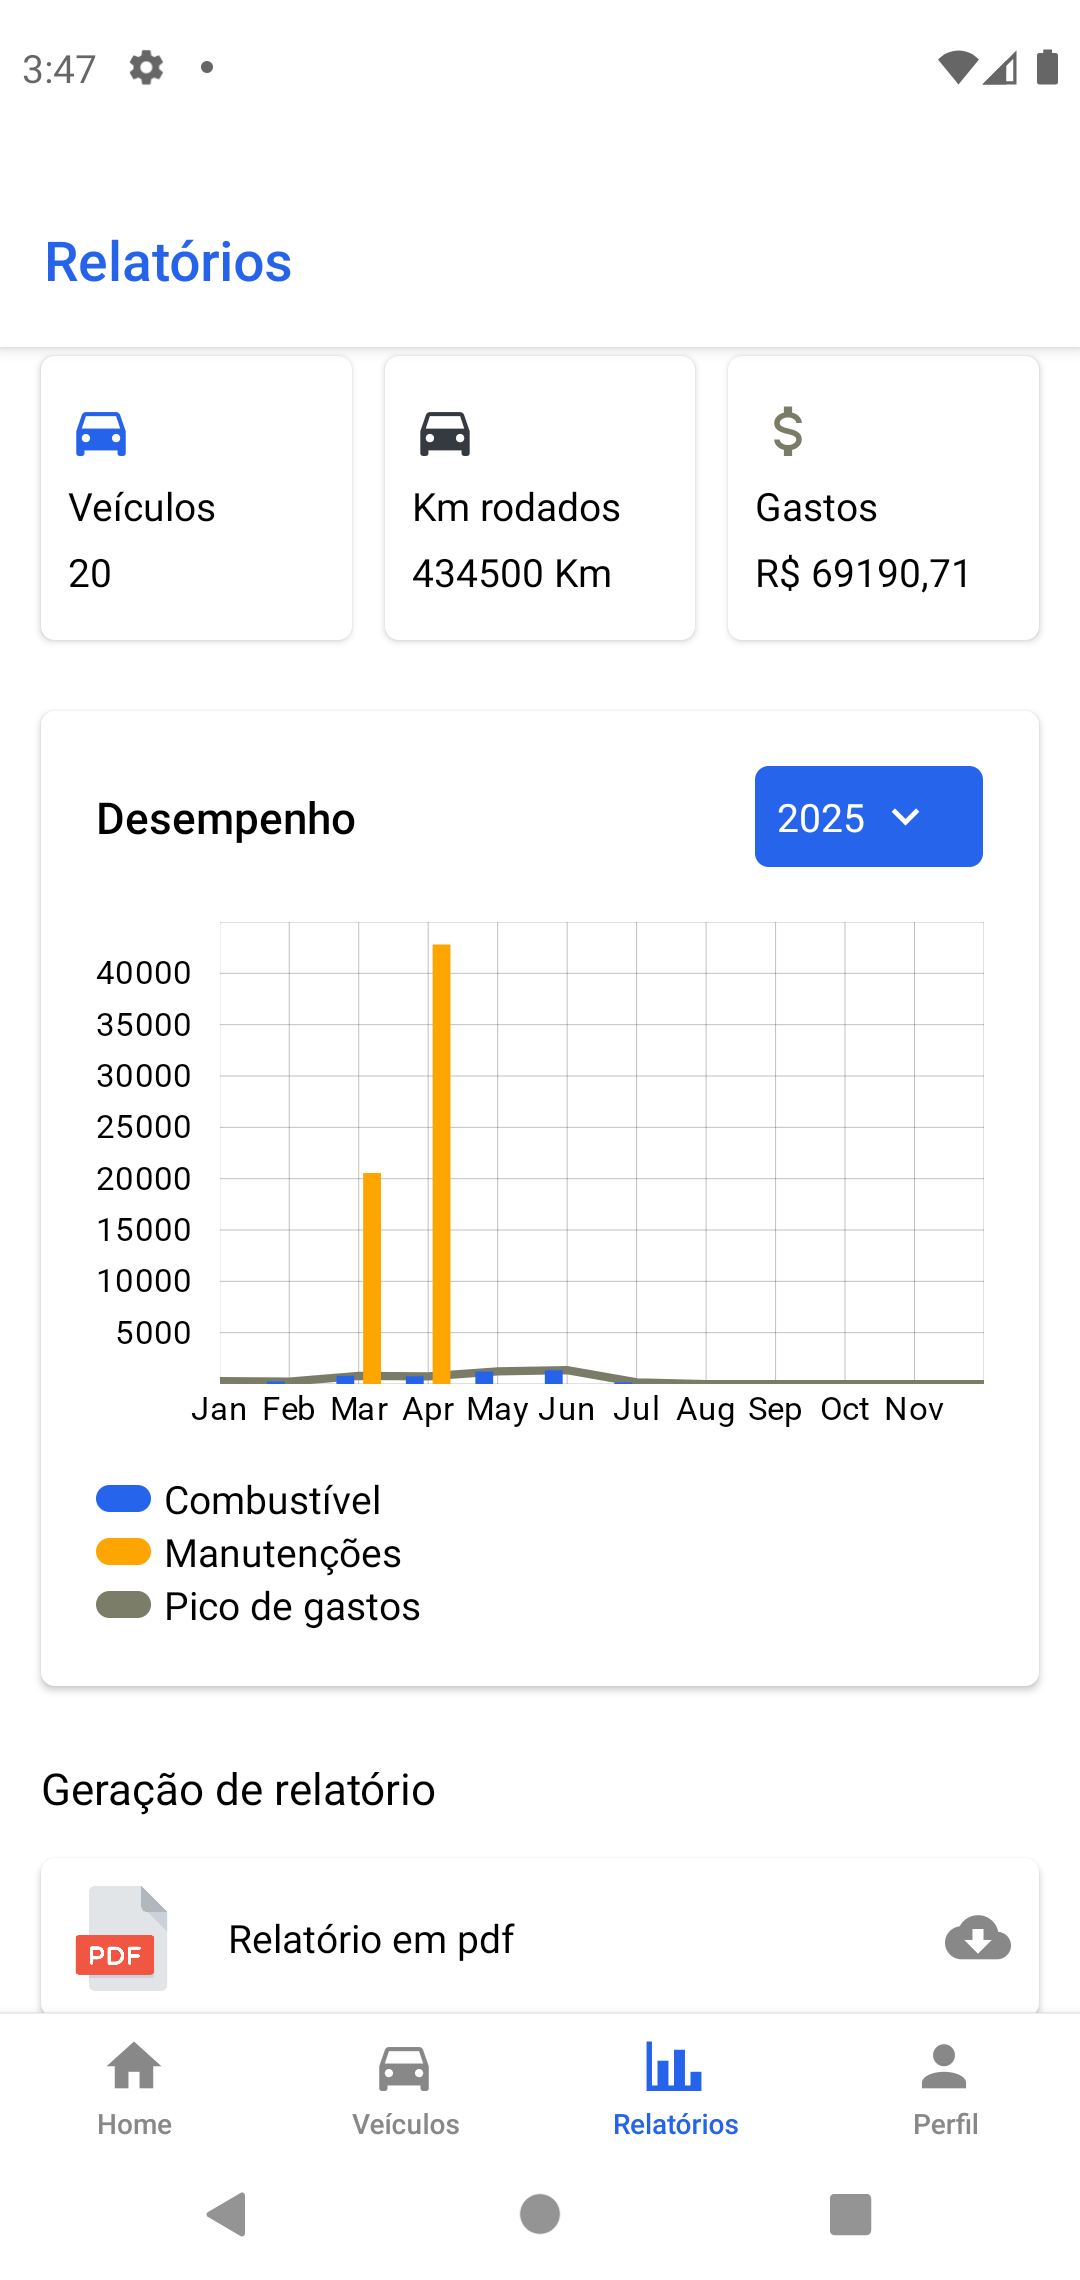 3:47
Relatórios
Veículos
20
Km rodados
434500 Km
Gastos
R$ 69190,71
Desempenho
2025
40000
35000
30000
25000
20000
15000
10000
5000
Jan Feb Mar Apr May Jun Jul Aug Sep Oct Nov
Combustível
Manutenções
Pico de gastos
Geração de relatório
PDF
Relatório em pdf
Home
Veículos
Relatórios
Perfil